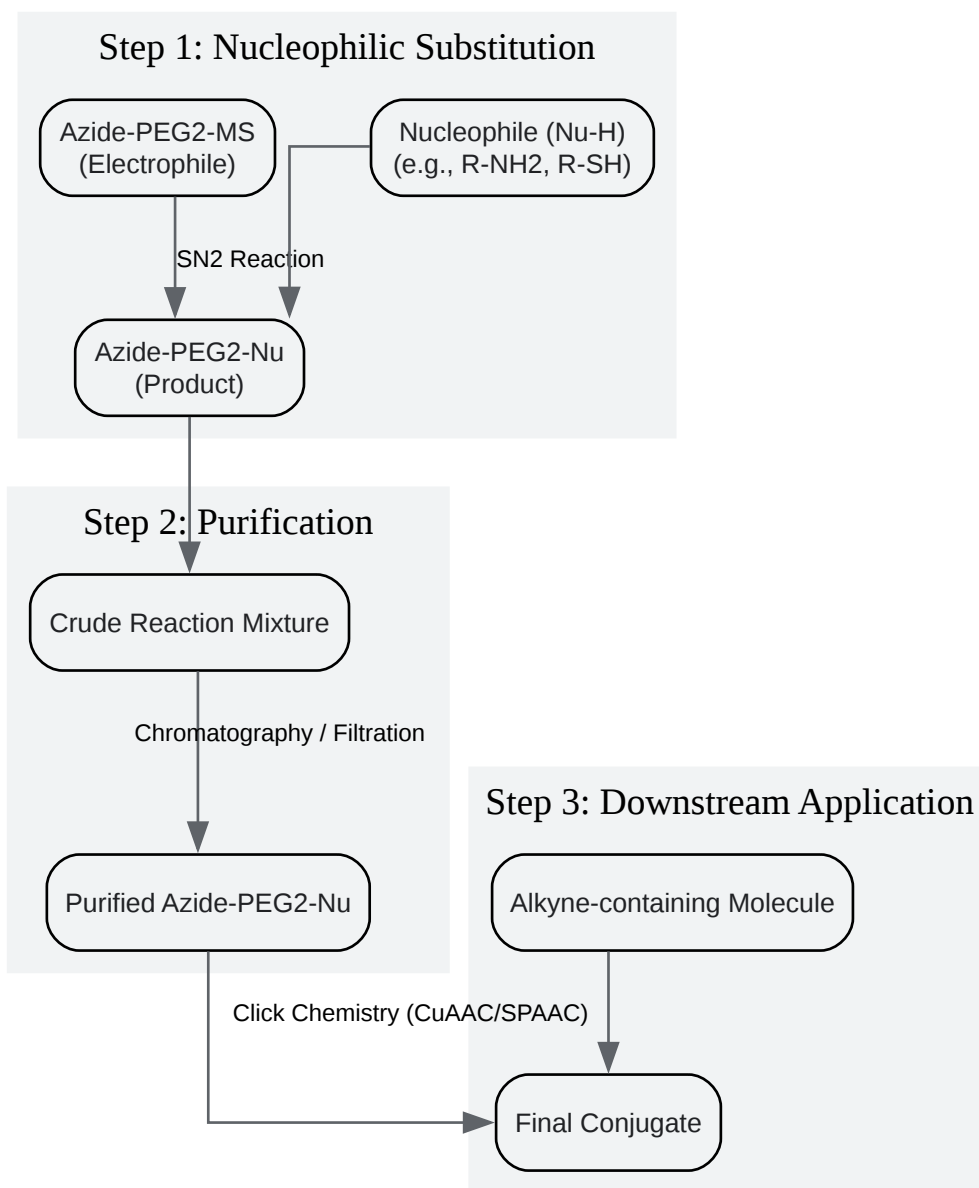 Step 1: Nucleophilic Substitution
Azide-PEG2-MS
(Electrophile)
Nucleophile (Nu-H)
(e.g., R-NH2, R-SH)
SN2 Reaction
Azide-PEG2-Nu
(Product)
Step 2: Purification
Crude Reaction Mixture
Chromatography / Filtration
Purified Azide-PEG2-Nu
Step 3: Downstream Application
Alkyne-containing Molecule
Click Chemistry (CuAAC/SPAAC)
Final Conjugate